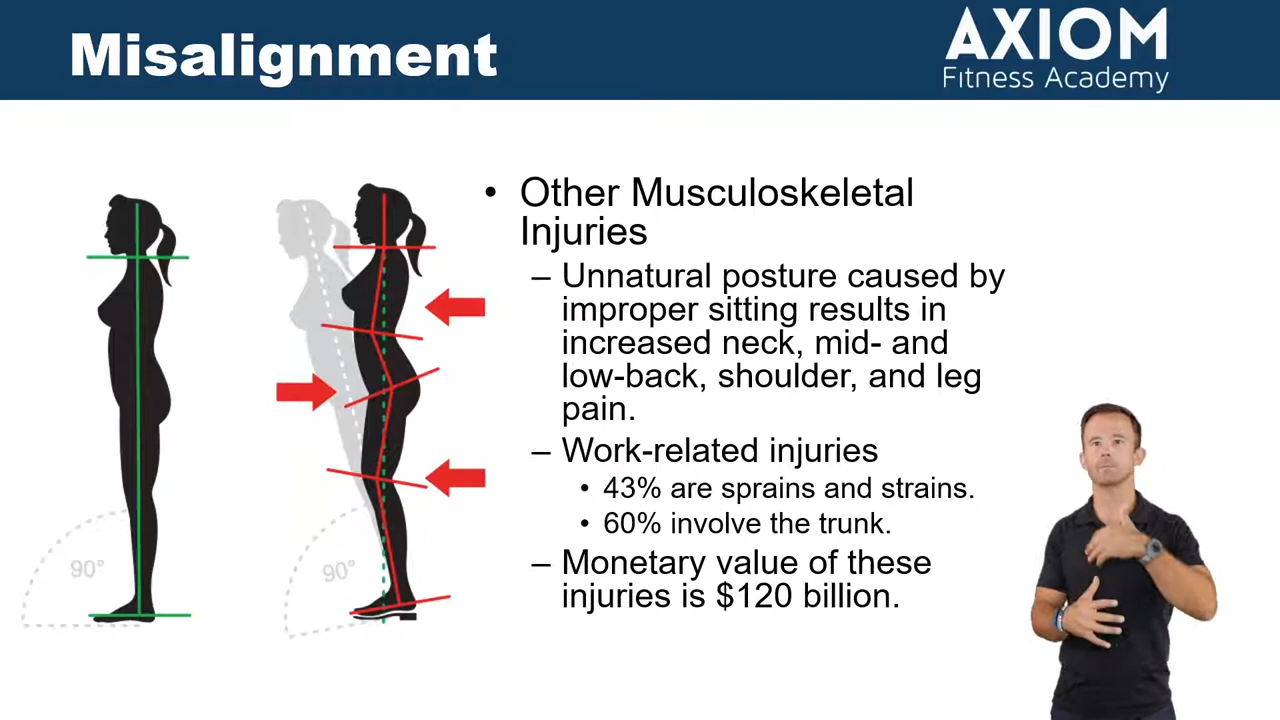 Misalignment
AXIOM
Fitness Academy
• Other Musculoskeletal
Injuries
– Unnatural posture caused by
improper sitting results in
increased neck, mid- and
low-back, shoulder, and leg
pain.
– Work-related injuries
• 43% are sprains and strains.
• 60% involve the trunk.
– Monetary value of these
injuries is $120 billion.
90°
90°